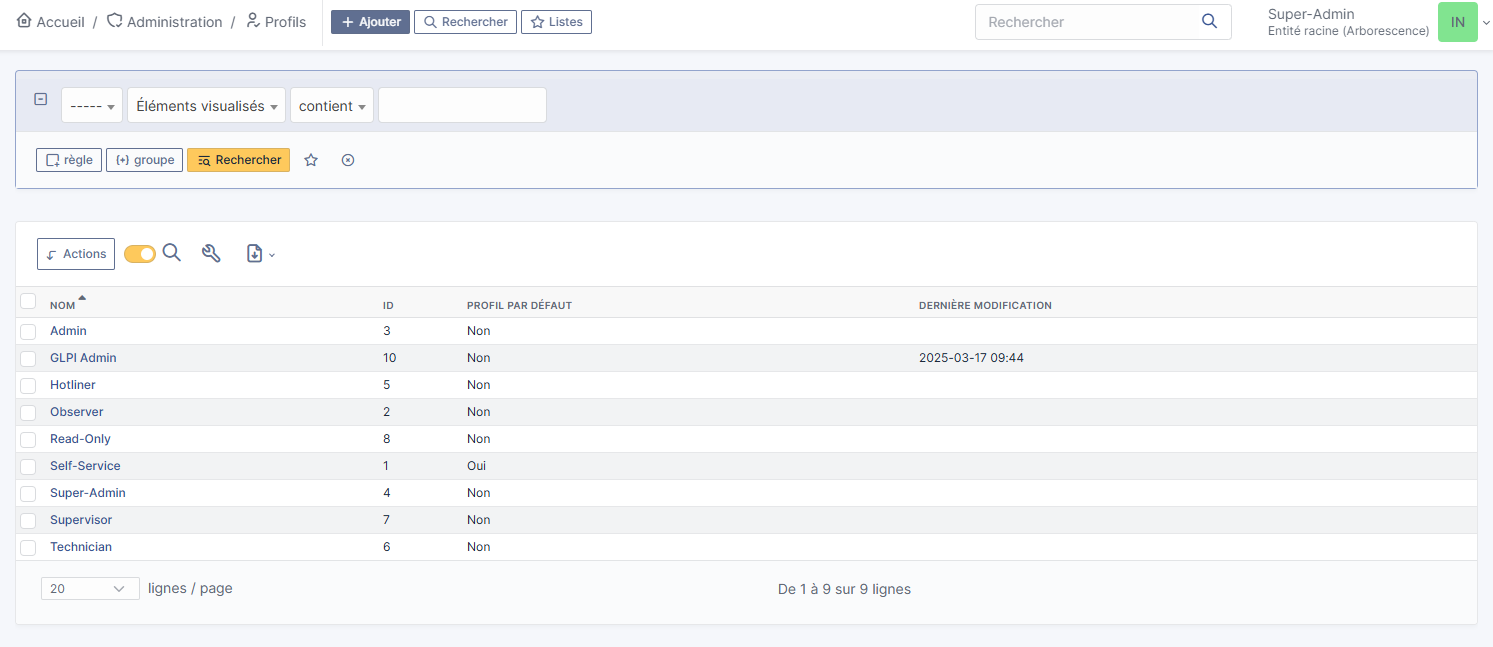 Accueil / Administration / Profils + Ajouter Rechercher Listes Rechercher Super-Admin IN
Entité racine (Arborescence)
----- Éléments visualisés contient
règle (+) groupe Rechercher
Actions
NOM ID PROFIL PAR DÉFAUT DERNIÈRE MODIFICATION
Admin 3 Non
GLPI Admin 10 Non 2025-03-17 09:44
Hotliner 5 Non
Observer 2 Non
Read-Only 8 Non
Self-Service 1 Oui
Super-Admin 4 Non
Supervisor 7 Non
Technician 6 Non
20 lignes / page De 1 à 9 sur 9 lignes